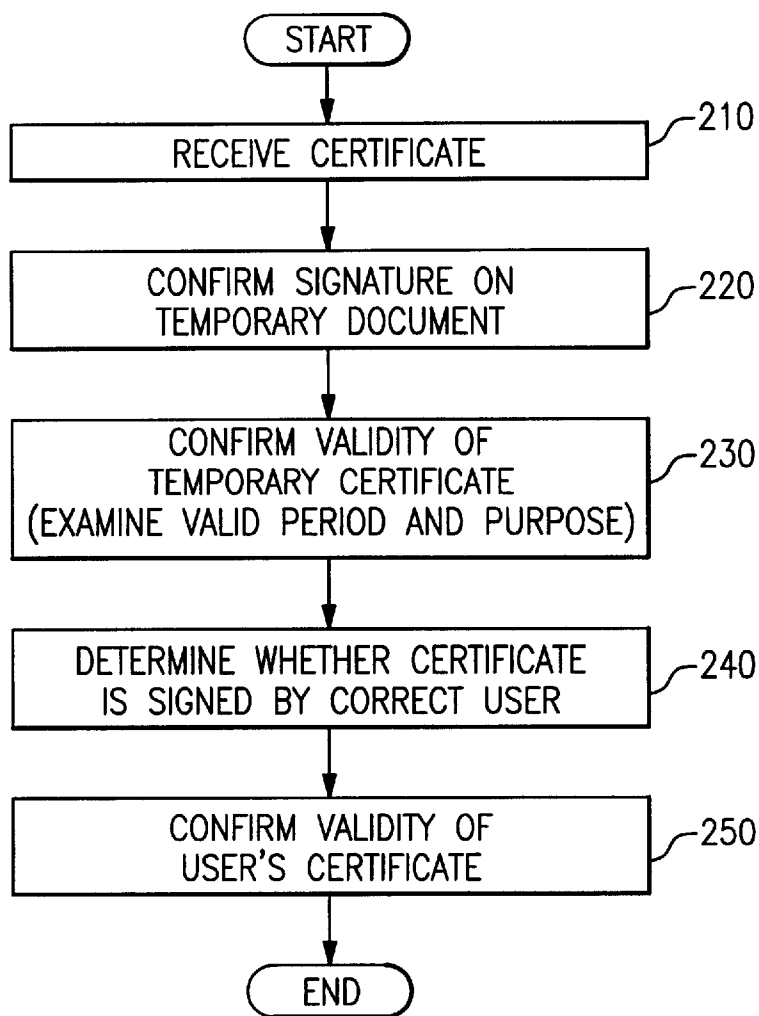 START
RECEIVE CERTIFICATE
210
CONFIRM SIGNATURE ON
TEMPORARY DOCUMENT
220
CONFIRM VALIDITY OF
TEMPORARY CERTIFICATE
(EXAMINE VALID PERIOD AND PURPOSE)
230
DETERMINE WHETHER CERTIFICATE
IS SIGNED BY CORRECT USER
240
CONFIRM VALIDITY OF
USER'S CERTIFICATE
250
END